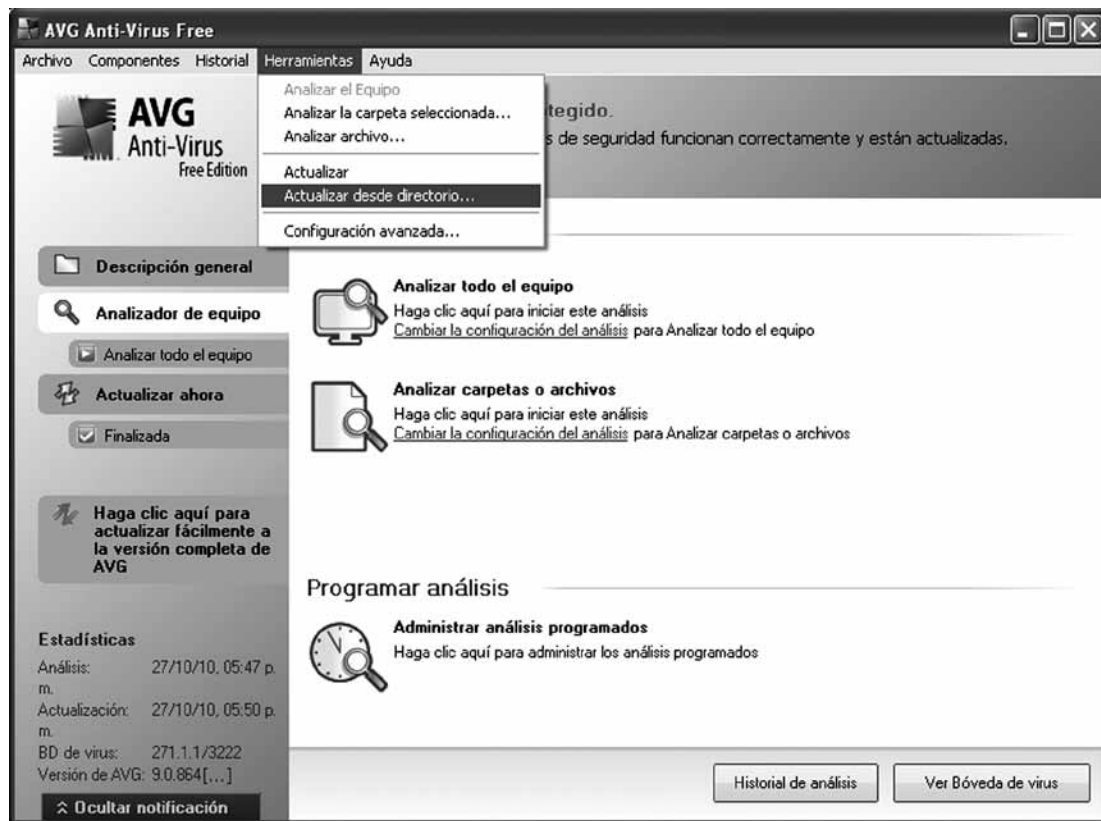 AVG Anti-Virus Free
Archivo Componentes Historial Herramientas Ayuda
AVG
Anti-Virus
Free Edition
Analizar el Equipo
Analizar la carpeta seleccionada...
Analizar archivo...
Actualizar
Actualizar desde directorio...
Configuración avanzada...
tegido.
s de seguridad funcionan correctamente y están actualizadas.
Descripción general
Analizador de equipo
Analizar todo el equipo
Actualizar ahora
Finalizada
Haga clic aquí para
actualizar fácilmente a
la versión completa de
AVG
Estadísticas
Análisis: 27/10/10, 05:47 p.
m.
Actualización: 27/10/10, 05:50 p.
m.
BD de virus: 271.1.1/3222
Versión de AVG: 9.0.864[...]
Ocultar notificación
Analizar todo el equipo
Haga clic aquí para iniciar este análisis
Cambiar la configuración del análisis para Analizar todo el equipo
Analizar carpetas o archivos
Haga clic aquí para iniciar este análisis
Cambiar la configuración del análisis para Analizar carpetas o archivos
Programar análisis
Administrar análisis programados
Haga clic aquí para administrar los análisis programados
Historial de análisis
Ver Bóveda de virus